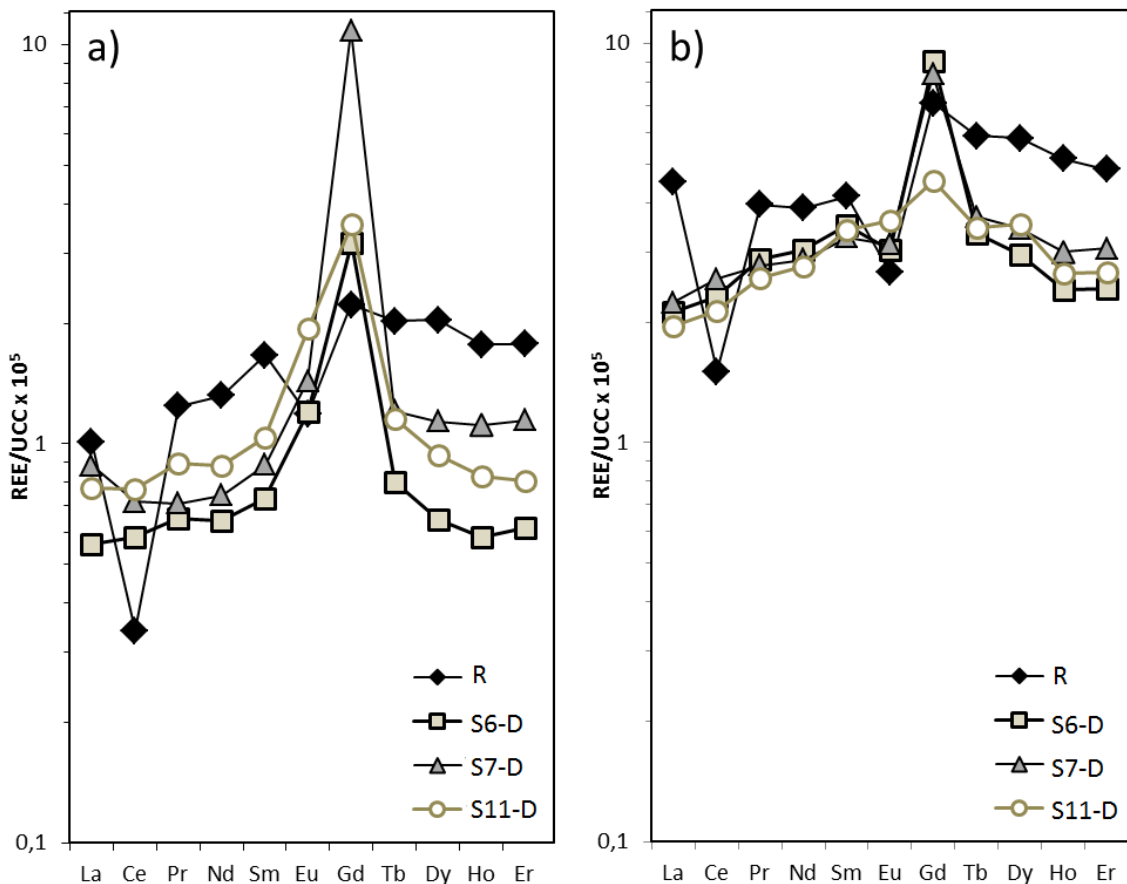 a)
10
1
0,1
REE/UCC x 10⁵
R
S6-D
S7-D
S11-D
La Ce Pr Nd Sm Eu Gd Tb Dy Ho Er
b)
10
1
0,1
REE/UCC x 10⁵
R
S6-D
S7-D
S11-D
La Ce Pr Nd Sm Eu Gd Tb Dy Ho Er